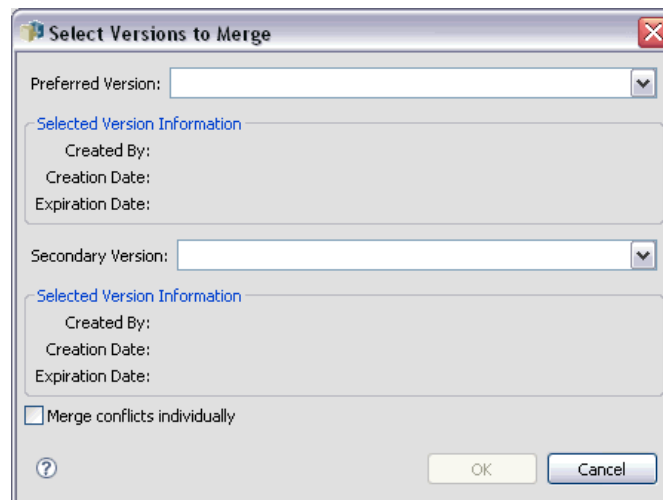 Select Versions to Merge
Preferred Version:
Selected Version Information
Created By:
Creation Date:
Expiration Date:
Secondary Version:
Selected Version Information
Created By:
Creation Date:
Expiration Date:
Merge conflicts individually
? OK Cancel